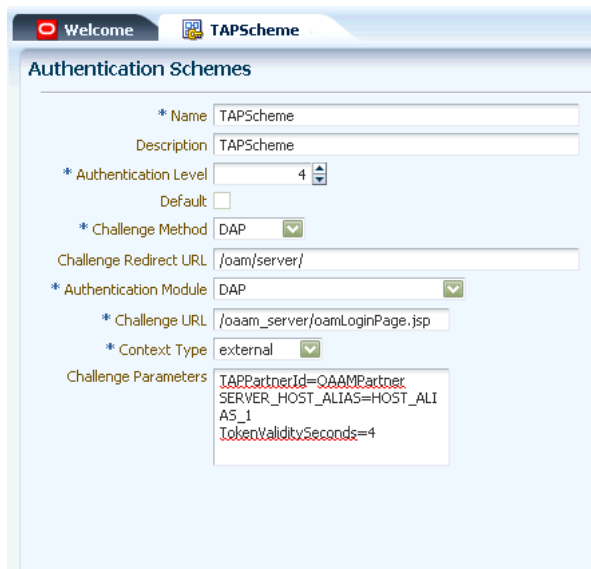 Welcome
TAPScheme
Authentication Schemes
* Name TAPScheme
Description TAPScheme
* Authentication Level 4
Default
* Challenge Method DAP
Challenge Redirect URL /oam/server/
* Authentication Module DAP
* Challenge URL /oaam_server/oamLoginPage.jsp
* Context Type external
Challenge Parameters TAPPartnerId=OAAMPartner
SERVER_HOST_ALIAS=HOST_ALI
AS_1
TokenValiditySeconds=4